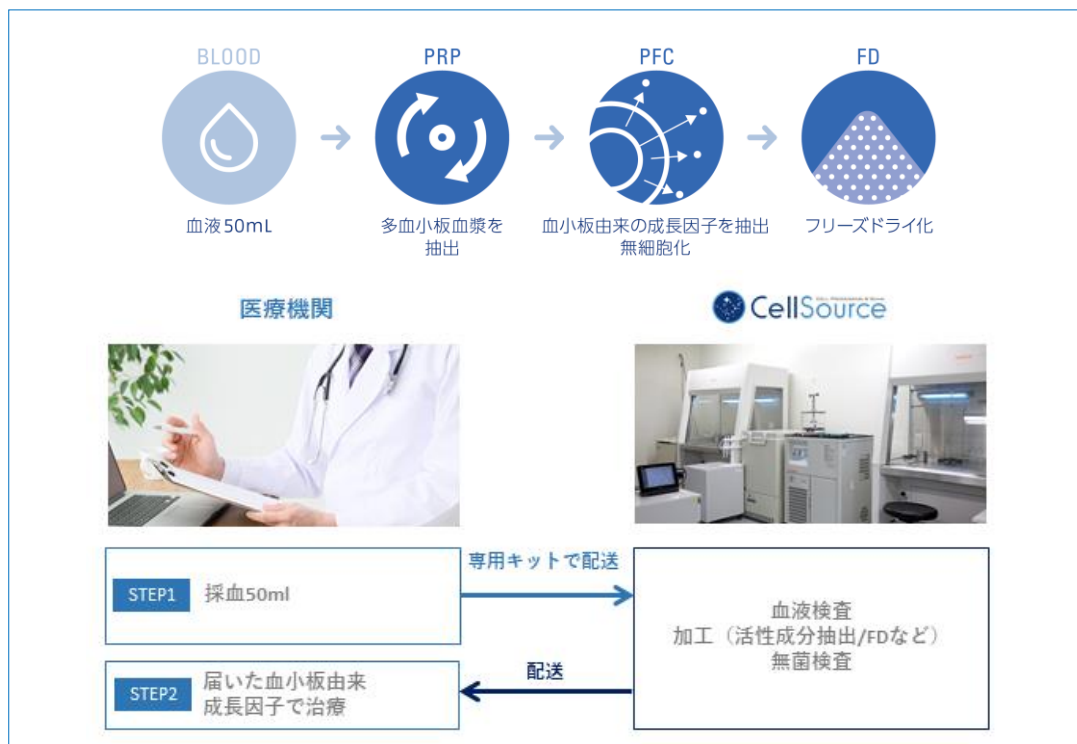 BLOOD
PRP
PFC
FD
血液50mL
多血小板血漿を
抽出
血小板由来の成長因子を抽出
無細胞化
フリーズドライ化
医療機関
CellSource
専用キットで配送
STEP1
採血50ml
血液検査
加工（活性成分抽出/FDなど）
無菌検査
配送
STEP2
届いた血小板由来
成長因子で治療